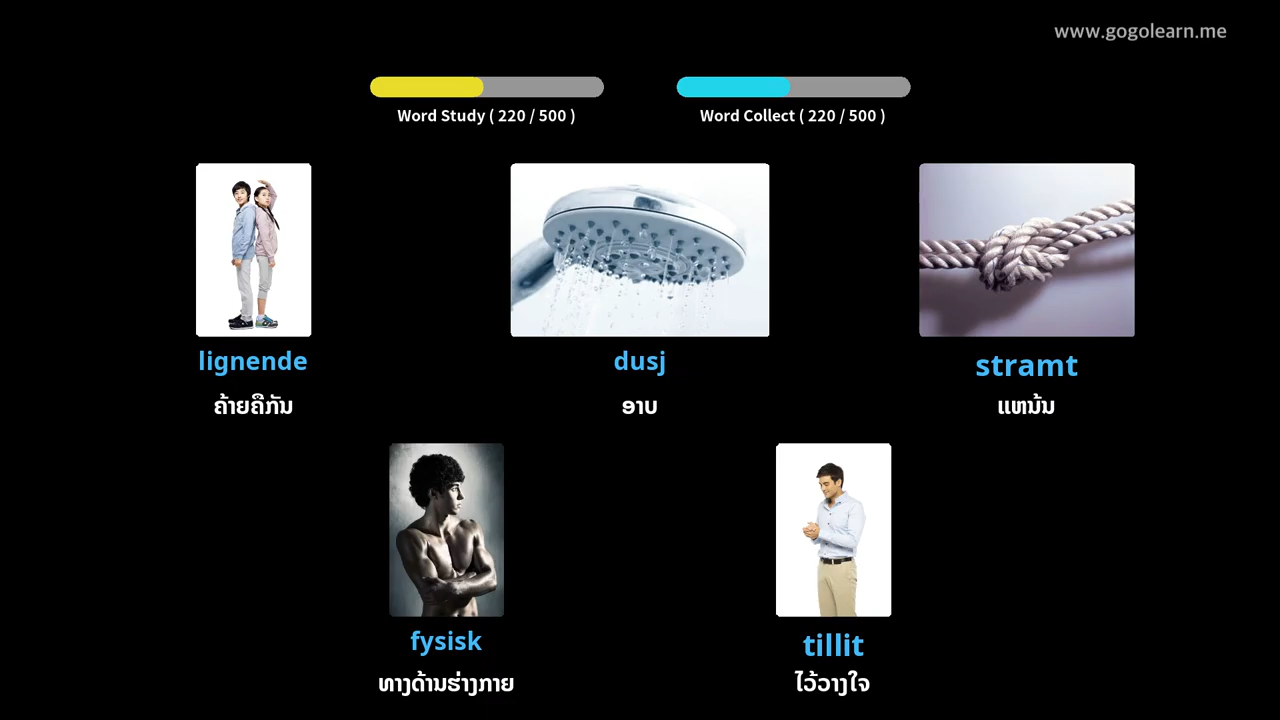 www.gogolearn.me
Word Study ( 220 / 500 )
Word Collect ( 220 / 500 )
lignende
dusj
stramt
ຄ້າຍຄືກັນ
ອາບ
ແຫນ້ນ
fysisk
tillit
ທາງດ້ານຮ່າງກາຍ
ໄວ້ວາງໃຈ